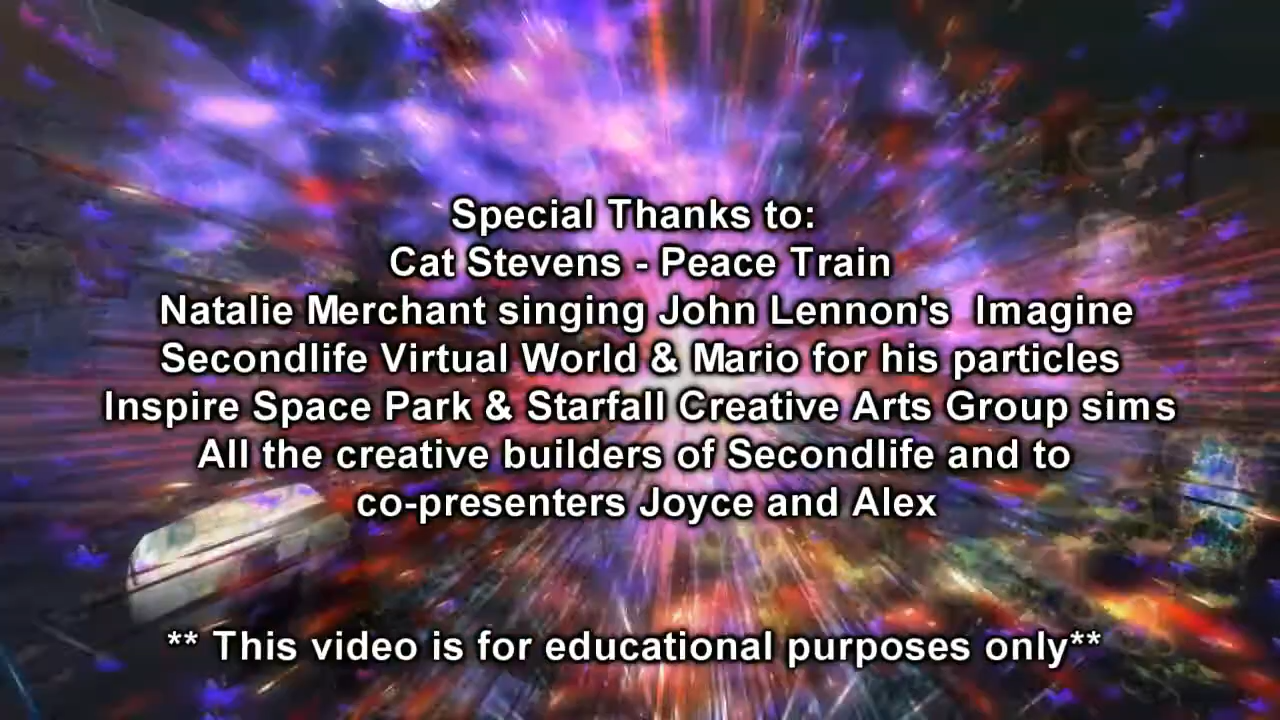 Special Thanks to:
Cat Stevens - Peace Train
Natalie Merchant singing John Lennon's  Imagine
Secondlife Virtual World & Mario for his particles
Inspire Space Park & Starfall Creative Arts Group sims
All the creative builders of Secondlife and to
co-presenters Joyce and Alex
** This video is for educational purposes only**